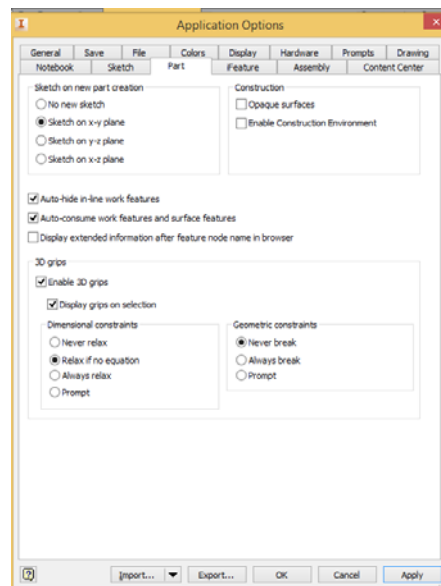 Application Options
General Save File Colors Display Hardware Prompts Drawing
Notebook Sketch Part iFeature Assembly Content Center
Sketch on new part creation
No new sketch
Sketch on x-y plane
Sketch on y-z plane
Sketch on x-z plane
Construction
Opaque surfaces
Enable Construction Environment
Auto-hide in-line work features
Auto-consume work features and surface features
Display extended information after feature node name in browser
3D grips
Enable 3D grips
Display grips on selection
Dimensional constraints
Never relax
Relax if no equation
Always relax
Prompt
Geometric constraints
Never break
Always break
Prompt
Import... Export... OK Cancel Apply